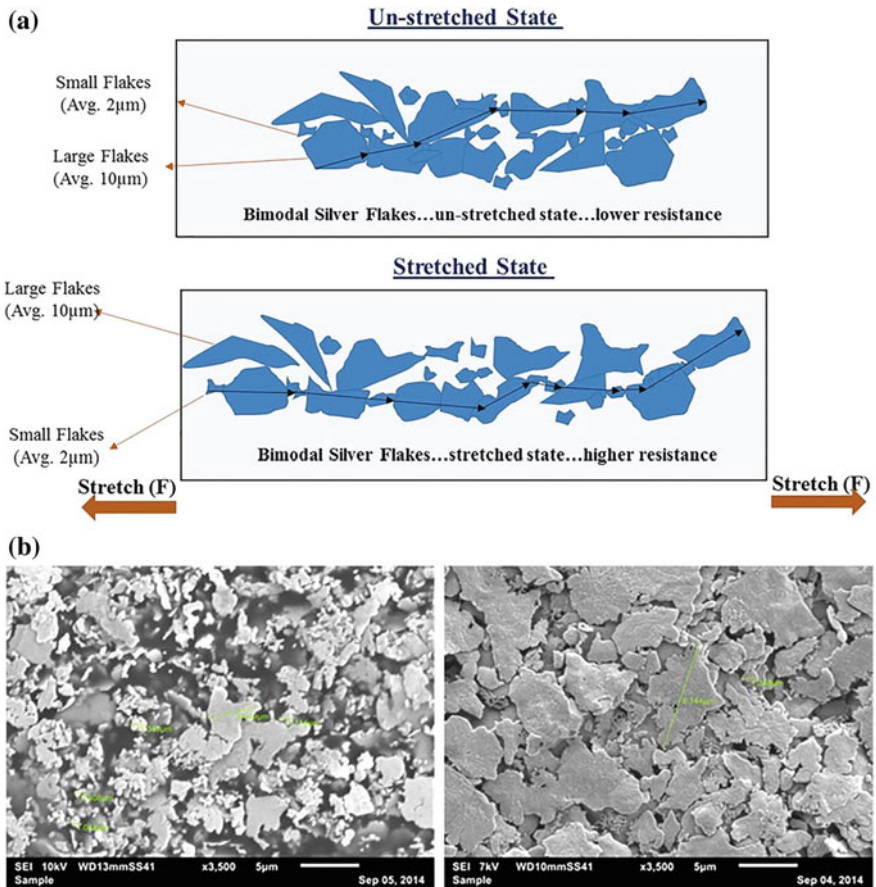 (a)
Un-stretched State
Small Flakes
(Avg. 2µm)
Large Flakes
(Avg. 10µm)
Bimodal Silver Flakes…un-stretched state…lower resistance
Stretched State
Large Flakes
(Avg. 10µm)
Small Flakes
(Avg. 2µm)
Bimodal Silver Flakes…stretched state…higher resistance
Stretch (F)
Stretch (F)
(b)
SEI 10kV WD13mmSS41 x3,500 5µm
Sample Sep 05, 2014
SEI 7kV WD10mmSS41 x3,500 5µm
Sample Sep 04, 2014